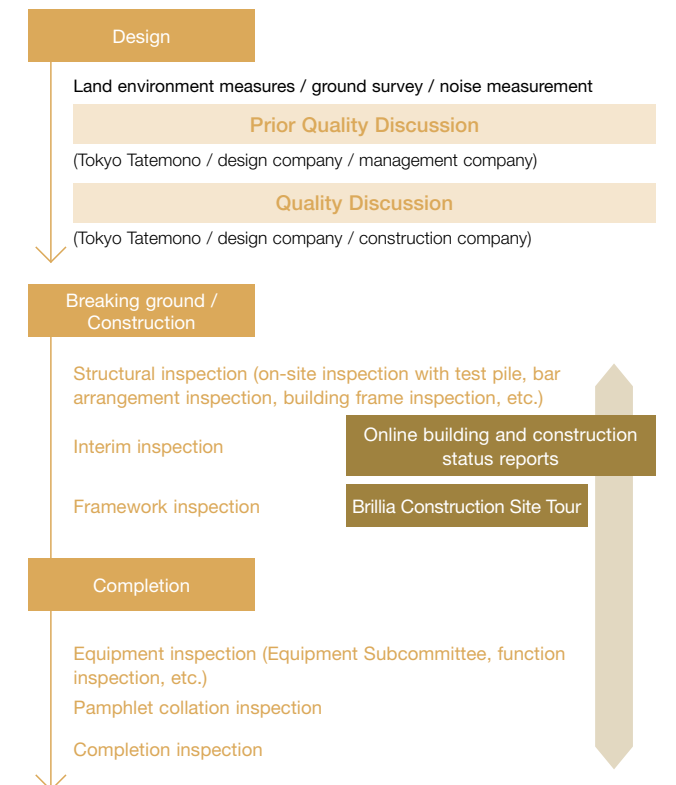 Design
Land environment measures / ground survey / noise measurement
Prior Quality Discussion
(Tokyo Tatemono / design company / management company)
Quality Discussion
(Tokyo Tatemono / design company / construction company)
Breaking ground /
Construction
Structural inspection (on-site inspection with test pile, bar
arrangement inspection, building frame inspection, etc.)
Interim inspection
Online building and construction
status reports
Framework inspection
Brillia Construction Site Tour
Completion
Equipment inspection (Equipment Subcommittee, function
inspection, etc.)
Pamphlet collation inspection
Completion inspection